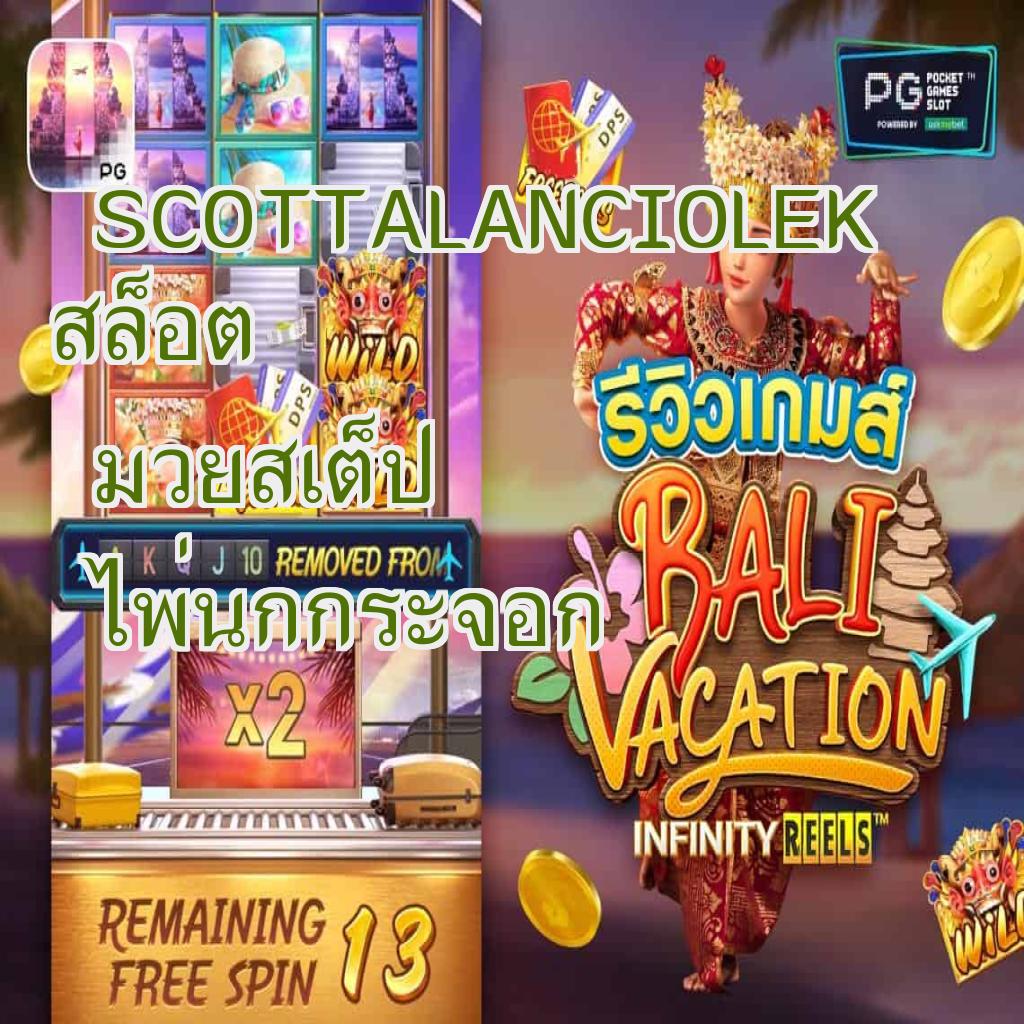 PG
PG POCKET GAMES SLOT™
POWERED BY askmebet
DPS
SCOTTALANCIOLEK
สล็อต
WILD
DPS
รีวิวเกมส์
มวยสเต็ป
K Q J 10 REMOVED FROM
ไพ่นกกระจอก
BALI
VACATION
x2
INFINITY REELS™
REMAINING
FREE SPIN 13
WILD